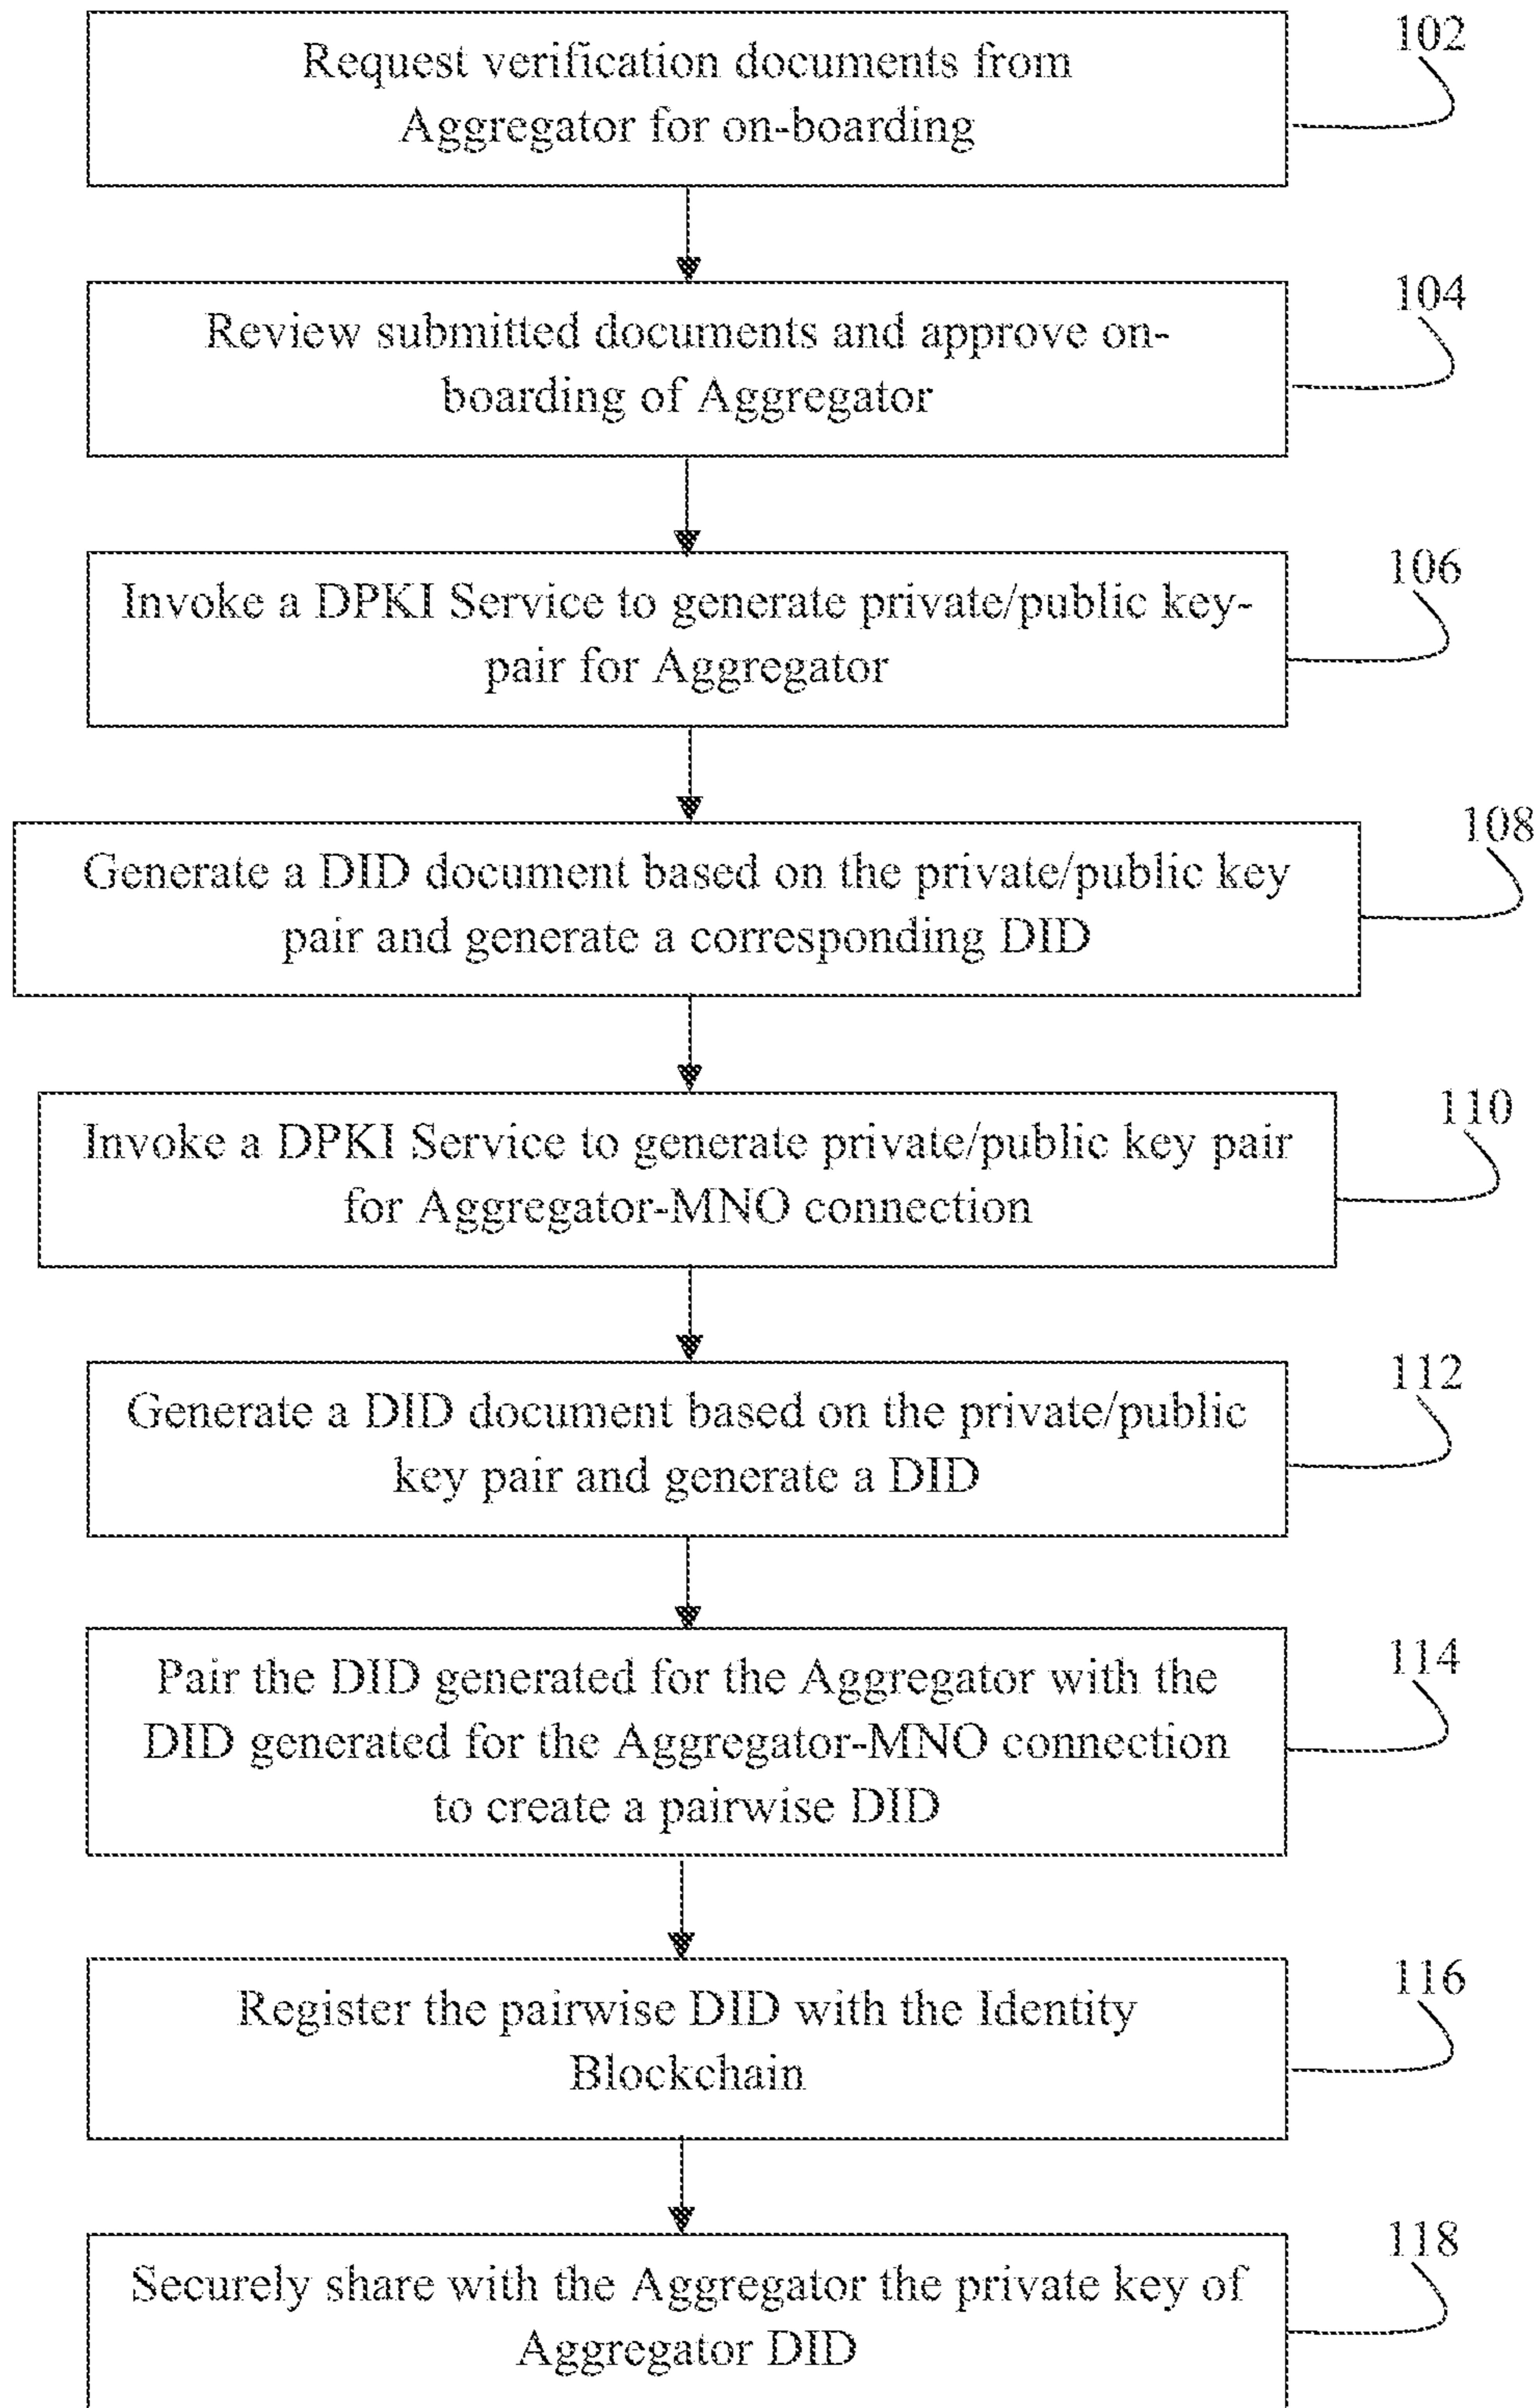 Request verification documents from
Aggregator for on-boarding
102
Review submitted documents and approve on-
boarding of Aggregator
104
Invoke a DPKI Service to generate private/public key-
pair for Aggregator
106
Generate a DID document based on the private/public key
pair and generate a corresponding DID
108
Invoke a DPKI Service to generate private/public key pair
for Aggregator-MNO connection
110
Generate a DID document based on the private/public
key pair and generate a DID
112
Pair the DID generated for the Aggregator with the
DID generated for the Aggregator-MNO connection
to create a pairwise DID
114
Register the pairwise DID with the Identity
Blockchain
116
Securely share with the Aggregator the private key of
Aggregator DID
118